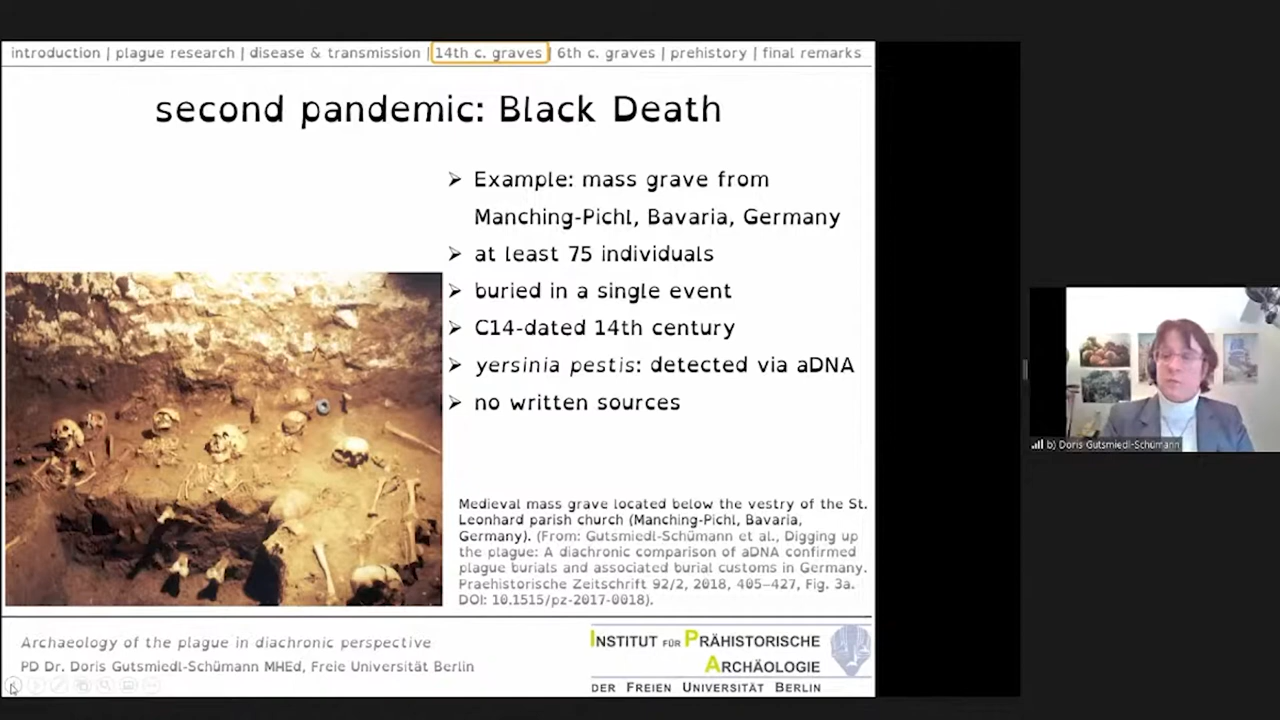 introduction | plague research | disease & transmission | 14th c. graves | 6th c. graves | prehistory | final remarks
second pandemic: Black Death
➢ Example: mass grave from
Manching-Pichl, Bavaria, Germany
➢ at least 75 individuals
➢ buried in a single event
➢ C14-dated 14th century
➢ yersinia pestis: detected via aDNA
➢ no written sources
Medieval mass grave located below the vestry of the St.
Leonhard parish church (Manching-Pichl, Bavaria,
Germany). (From: Gutsmiedl-Schümann et al., Digging up
the plague: A diachronic comparison of aDNA confirmed
plague burials and associated burial customs in Germany.
Praehistorische Zeitschrift 92/2, 2018, 405–427, Fig. 3a.
DOI: 10.1515/pz-2017-0018).
Archaeology of the plague in diachronic perspective
PD Dr. Doris Gutsmiedl-Schümann MHEd, Freie Universität Berlin
INSTITUT FÜR PRÄHISTORISCHE
ARCHÄOLOGIE
DER FREIEN UNIVERSITÄT BERLIN
b) Doris Gutsmiedl-Schümann